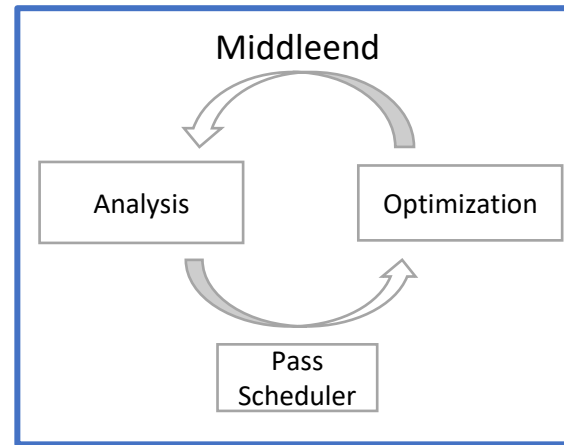 Middleend
Analysis
Optimization
Pass
Scheduler